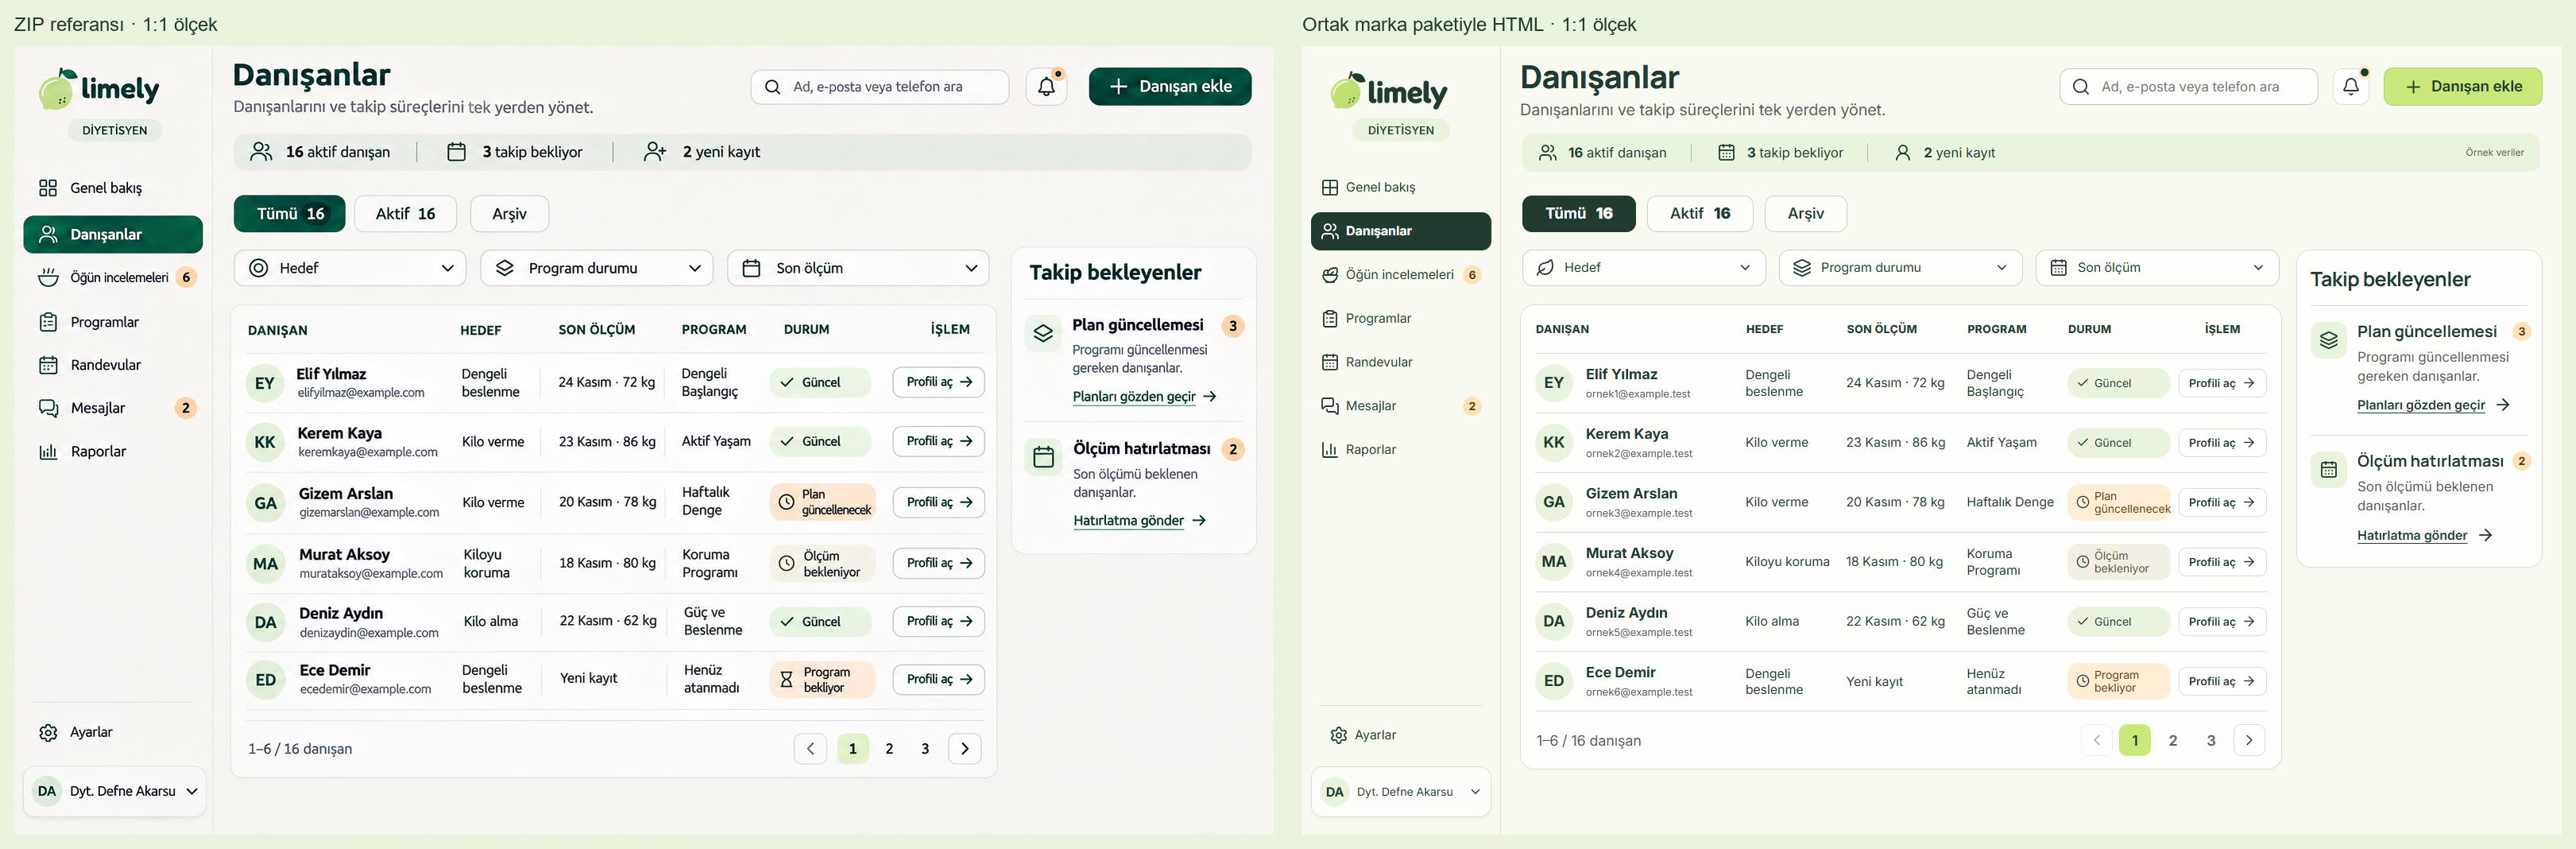 ZIP referansı · 1:1 ölçek
limely
DİYETİSYEN
Genel bakış
Danışanlar
Öğün incelemeleri 6
Programlar
Randevular
Mesajlar 2
Raporlar
Ayarlar
DA Dyt. Defne Akarsu
Danışanlar
Danışanlarını ve takip süreçlerini tek yerden yönet.
Ad, e-posta veya telefon ara
+ Danışan ekle
16 aktif danışan
3 takip bekliyor
2 yeni kayıt
Tümü 16
Aktif 16
Arşiv
Hedef
Program durumu
Son ölçüm
DANIŞAN HEDEF SON ÖLÇÜM PROGRAM DURUM İŞLEM
EY Elif Yılmaz
elifyilmaz@example.com
Dengeli
beslenme
24 Kasım · 72 kg
Dengeli
Başlangıç
Güncel
Profili aç →
KK Kerem Kaya
keremkaya@example.com
Kilo verme
23 Kasım · 86 kg
Aktif Yaşam
Güncel
Profili aç →
GA Gizem Arslan
gizemarslan@example.com
Kilo verme
20 Kasım · 78 kg
Haftalık
Denge
Plan
güncellenecek
Profili aç →
MA Murat Aksoy
murataksoy@example.com
Kiloyu
koruma
18 Kasım · 80 kg
Koruma
Programı
Ölçüm
bekleniyor
Profili aç →
DA Deniz Aydın
denizaydin@example.com
Kilo alma
22 Kasım · 62 kg
Güç ve
Beslenme
Güncel
Profili aç →
ED Ece Demir
ecedemir@example.com
Dengeli
beslenme
Yeni kayıt
Henüz
atanmadı
Program
bekliyor
Profili aç →
1–6 / 16 danışan
1 2 3
Takip bekleyenler
Plan güncellemesi 3
Programı güncellenmesi
gereken danışanlar.
Planları gözden geçir →
Ölçüm hatırlatması 2
Son ölçümü beklenen
danışanlar.
Hatırlatma gönder →
Ortak marka paketiyle HTML · 1:1 ölçek
limely
DİYETİSYEN
Genel bakış
Danışanlar
Öğün incelemeleri 6
Programlar
Randevular
Mesajlar 2
Raporlar
Ayarlar
DA Dyt. Defne Akarsu
Danışanlar
Danışanlarını ve takip süreçlerini tek yerden yönet.
Ad, e-posta veya telefon ara
+ Danışan ekle
16 aktif danışan
3 takip bekliyor
2 yeni kayıt
Örnek veriler
Tümü 16
Aktif 16
Arşiv
Hedef
Program durumu
Son ölçüm
DANIŞAN HEDEF SON ÖLÇÜM PROGRAM DURUM İŞLEM
EY Elif Yılmaz
ornek1@example.test
Dengeli
beslenme
24 Kasım · 72 kg
Dengeli
Başlangıç
Güncel
Profili aç →
KK Kerem Kaya
ornek2@example.test
Kilo verme
23 Kasım · 86 kg
Aktif Yaşam
Güncel
Profili aç →
GA Gizem Arslan
ornek3@example.test
Kilo verme
20 Kasım · 78 kg
Haftalık Denge
Plan
güncellenecek
Profili aç →
MA Murat Aksoy
ornek4@example.test
Kiloyu koruma
18 Kasım · 80 kg
Koruma
Programı
Ölçüm
bekleniyor
Profili aç →
DA Deniz Aydın
ornek5@example.test
Kilo alma
22 Kasım · 62 kg
Güç ve
Beslenme
Güncel
Profili aç →
ED Ece Demir
ornek6@example.test
Dengeli
beslenme
Yeni kayıt
Henüz
atanmadı
Program
bekliyor
Profili aç →
1–6 / 16 danışan
1 2 3
Takip bekleyenler
Plan güncellemesi 3
Programı güncellenmesi
gereken danışanlar.
Planları gözden geçir →
Ölçüm hatırlatması 2
Son ölçümü beklenen
danışanlar.
Hatırlatma gönder →